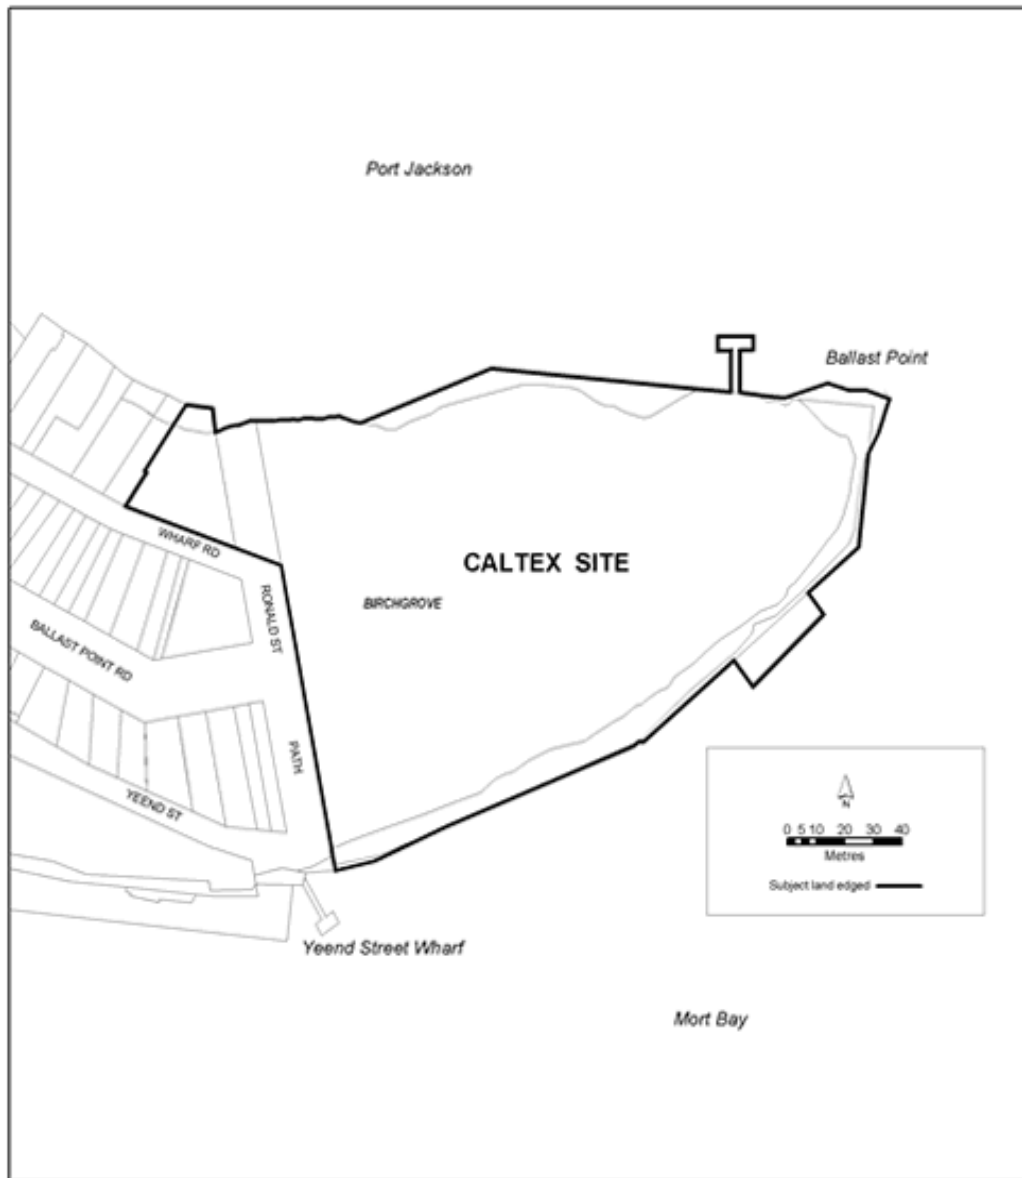 Port Jackson
Ballast Point
WHARF RD
CALTEX SITE
BIRCHGROVE
RONALD ST
BALLAST POINT RD
PATH
YEEND ST
N
0 5 10 20 30 40
Metres
Subject land edged
Yeend Street Wharf
Mort Bay